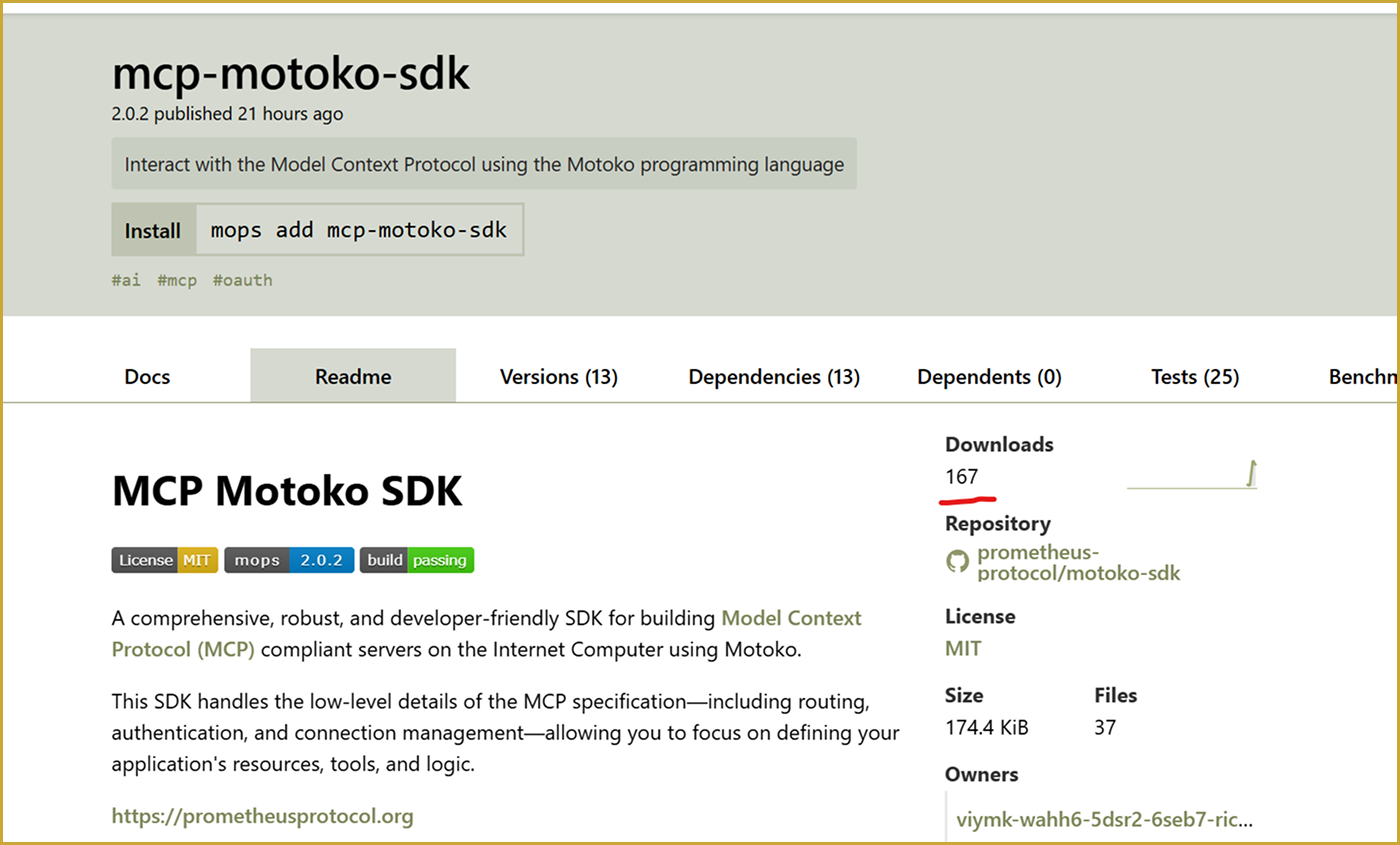 mcp-motoko-sdk
2.0.2 published 21 hours ago
Interact with the Model Context Protocol using the Motoko programming language
Install mops add mcp-motoko-sdk
#ai #mcp #oauth
Docs Readme Versions (13) Dependencies (13) Dependents (0) Tests (25) Benchm
MCP Motoko SDK
License MIT mops 2.0.2 build passing
A comprehensive, robust, and developer-friendly SDK for building Model Context
Protocol (MCP) compliant servers on the Internet Computer using Motoko.
This SDK handles the low-level details of the MCP specification—including routing,
authentication, and connection management—allowing you to focus on defining your
application's resources, tools, and logic.
https://prometheusprotocol.org
Downloads
167
Repository
prometheus-
protocol/motoko-sdk
License
MIT
Size Files
174.4 KiB 37
Owners
viymk-wahh6-5dsr2-6seb7-ric...